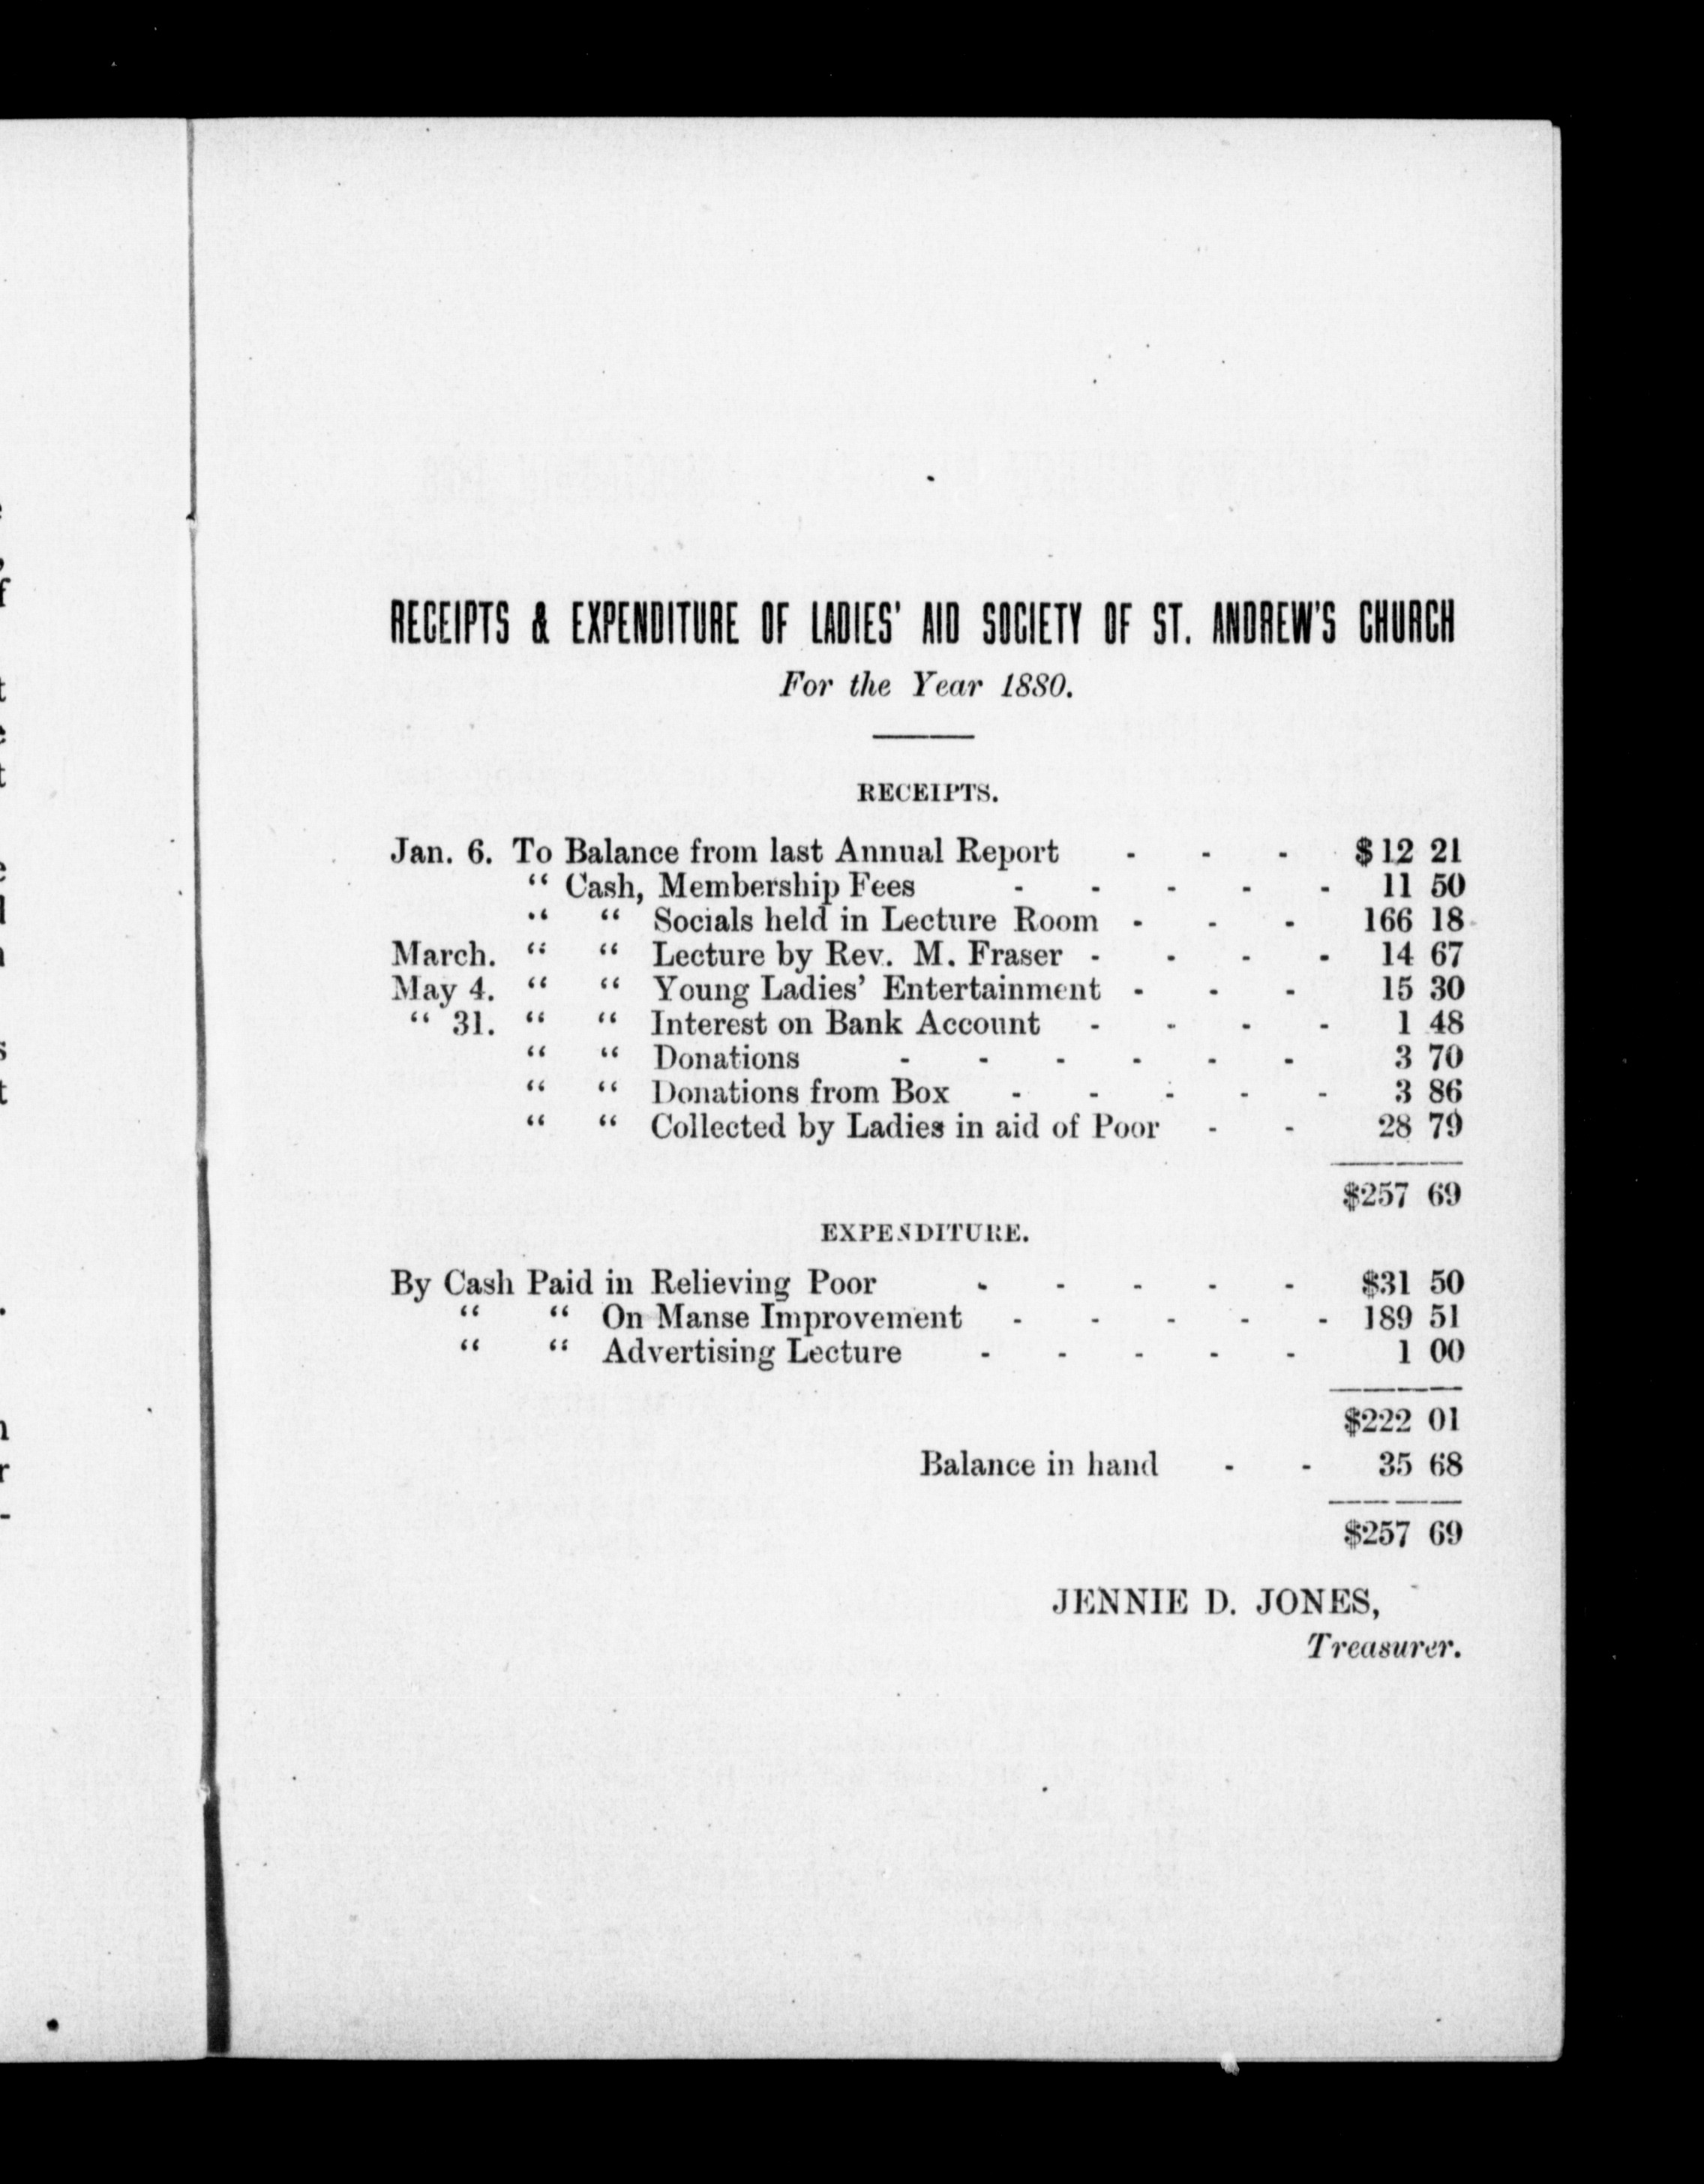 RECEIPTS & EXPENDITURE OF LADIES' AID SOCIETY OF ST. ANDREW'S CHURCH
For the Year 1880.
RECEIPTS.
Jan. 6. To Balance from last Annual Report - - - $12 21
“ Cash, Membership Fees - - - - - 11 50
“ “ Socials held in Lecture Room - - - 166 18
March. “ “ Lecture by Rev. M. Fraser - - - - 14 67
May 4. “ “ Young Ladies' Entertainment - - - 15 30
“ 31. “ “ Interest on Bank Account - - - - 1 48
“ “ Donations - - - - - - 3 70
“ “ Donations from Box - - - - - 3 86
“ “ Collected by Ladies in aid of Poor - - 28 79
$257 69
EXPENDITURE.
By Cash Paid in Relieving Poor - - - - - $31 50
“ “ On Manse Improvement - - - - - 189 51
“ “ Advertising Lecture - - - - - 1 00
$222 01
Balance in hand - - 35 68
$257 69
JENNIE D. JONES,
Treasurer.